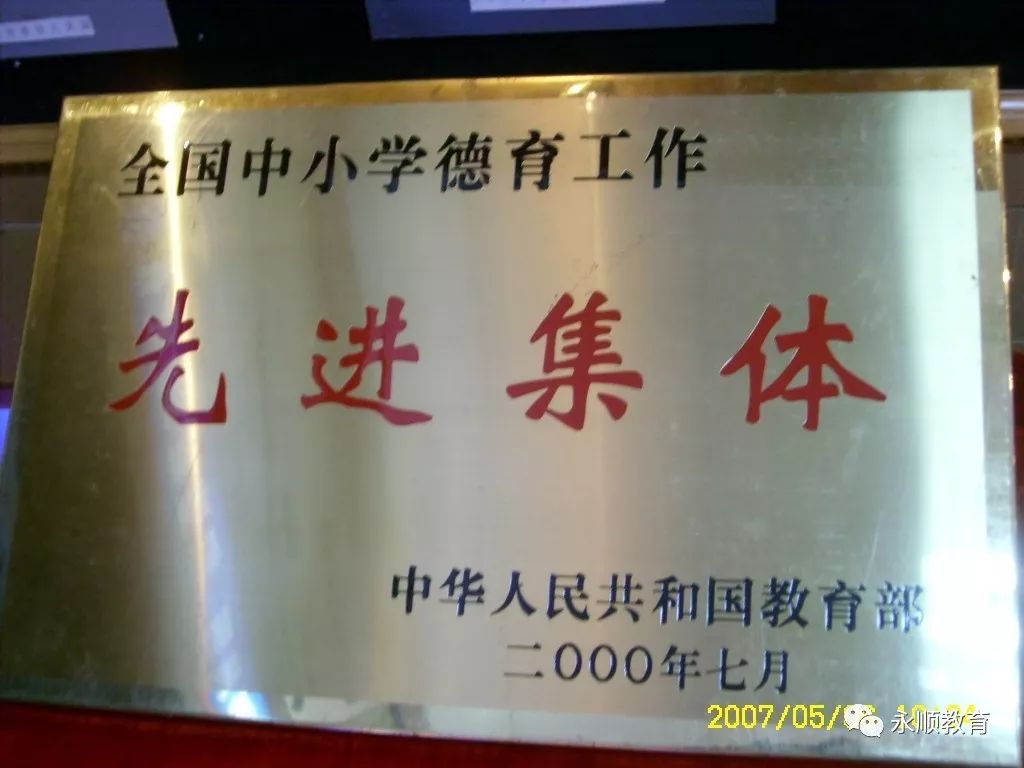 全国中小学德育工作
先进集体
中华人民共和国教育部
二000年七月
2007/05/
永顺教育